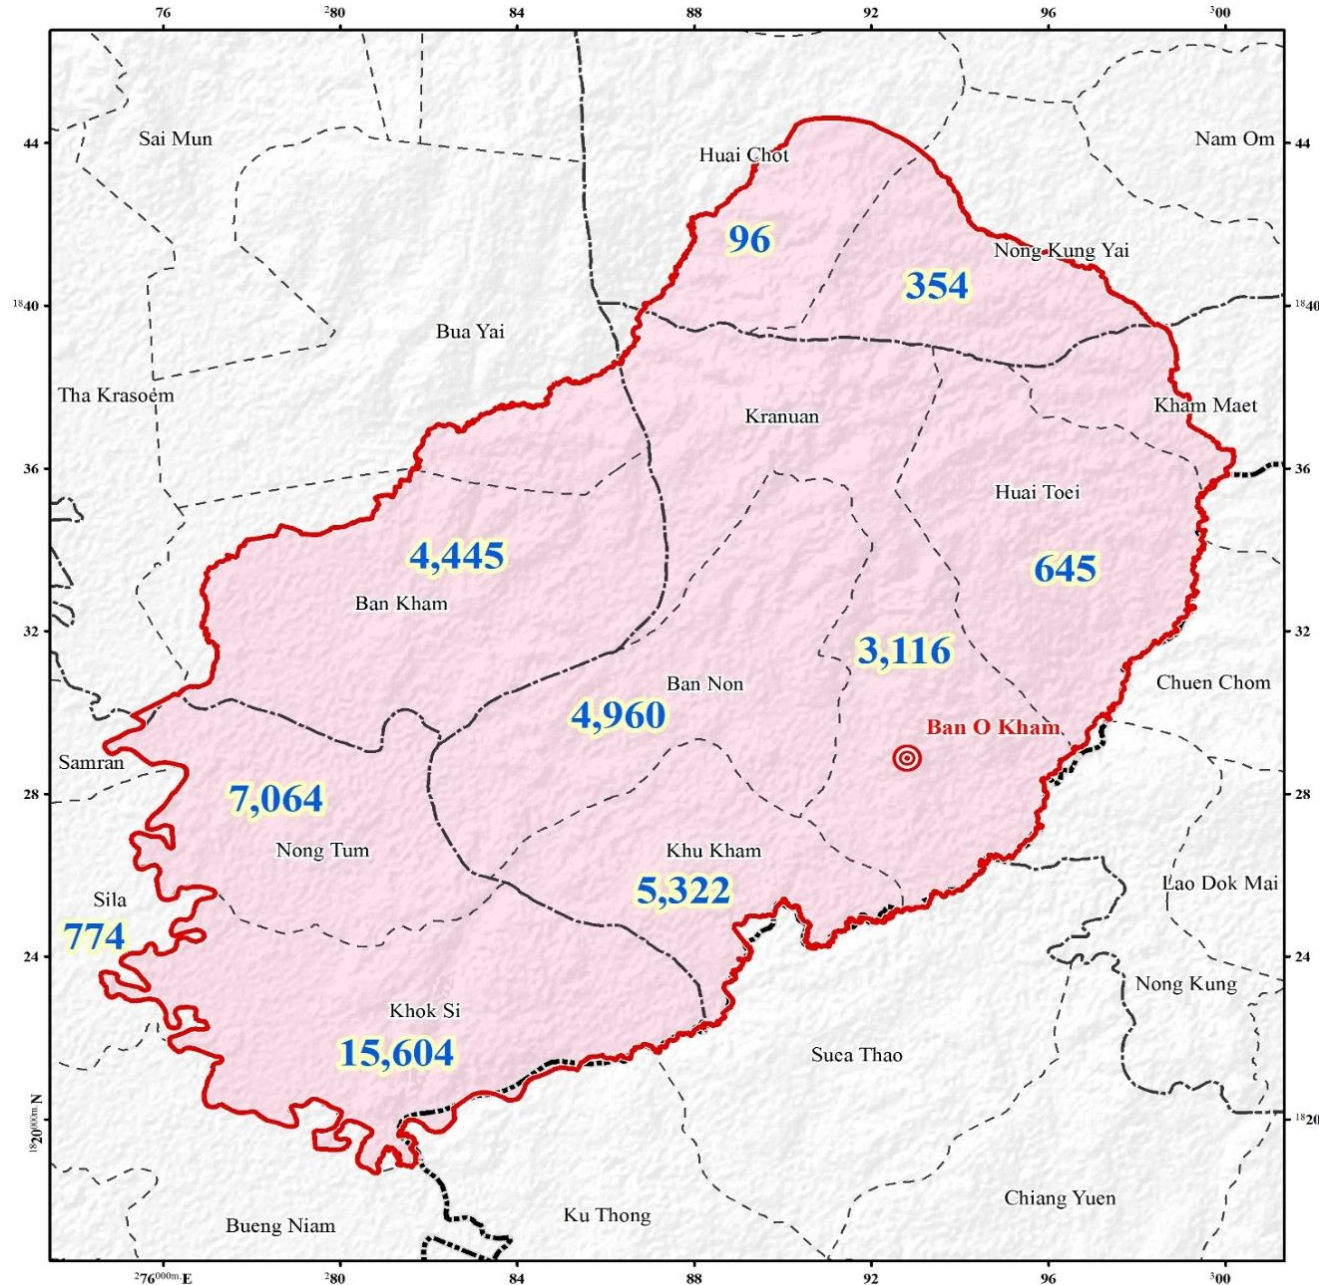 76 280 84 88 92 96 300
Sai Mun
Huai Chot
Nam Om
44 44
96
Nong Kung Yai
354
1840 1840
Bua Yai
Tha Krasoem
Kham Maet
Kranuan
36 36
Huai Toei
4,445
645
Ban Kham
32 32
3,116
Ban Non
Chuen Chom
4,960
Ban O Kham
Samran
28 28
7,064
Nong Tum
Khu Kham
Lao Dok Mai
5,322
Sila
774
24 24
Nong Kung
Khok Si
15,604
Suea Thao
1820000m.N 1820
Chiang Yuen
Ku Thong
Bueng Niam
276000m.E 280 84 88 92 96 300